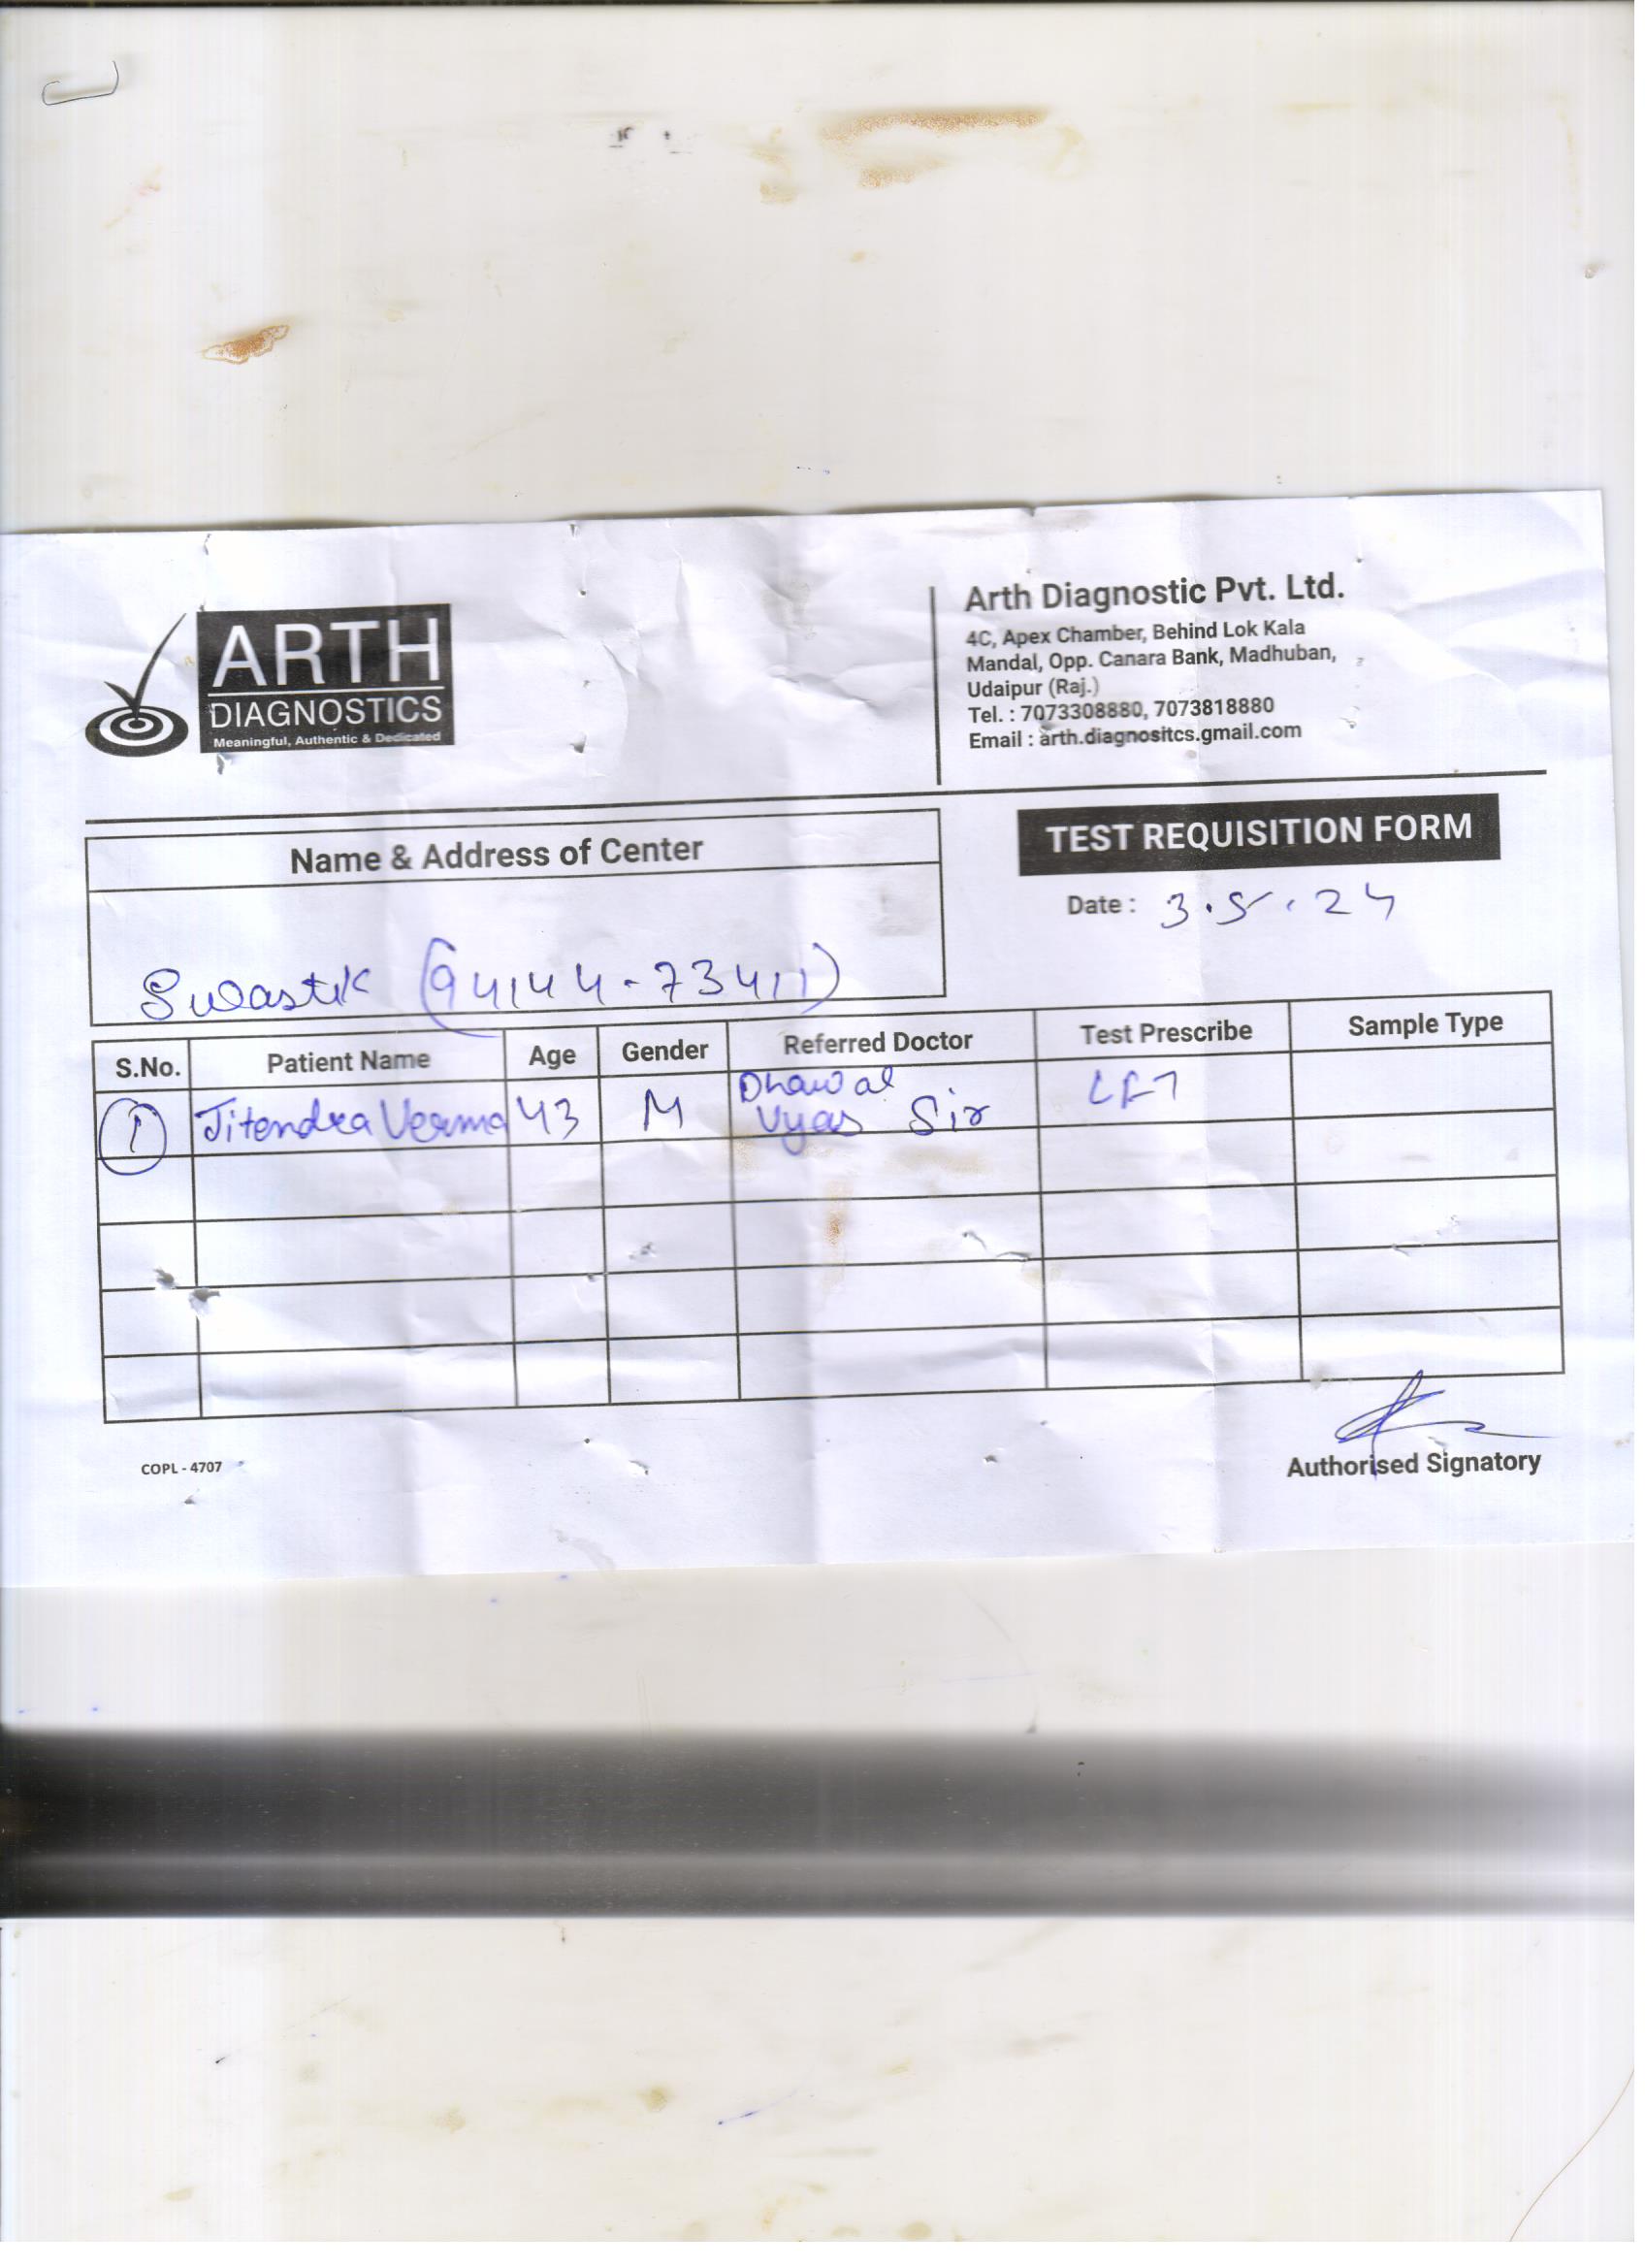 ARTH
DIAGNOSTICS
Meaningful, Authentic & Dedicated
Arth Diagnostic Pvt. Ltd.
4C, Apex Chamber, Behind Lok Kala
Mandal, Opp. Canara Bank, Madhuban,
Udaipur (Raj.)
Tel. : 7073308880, 7073818880
Email : arth.diagnositcs.gmail.com
Name & Address of Center
Swastik (94144-73411)
TEST REQUISITION FORM
Date : 3.5.24
S.No. Patient Name Age Gender Referred Doctor Test Prescribe Sample Type
1 Jitendra Verma 43 M Dhawal Vyas Sir LFT
COPL - 4707
Authorised Signatory